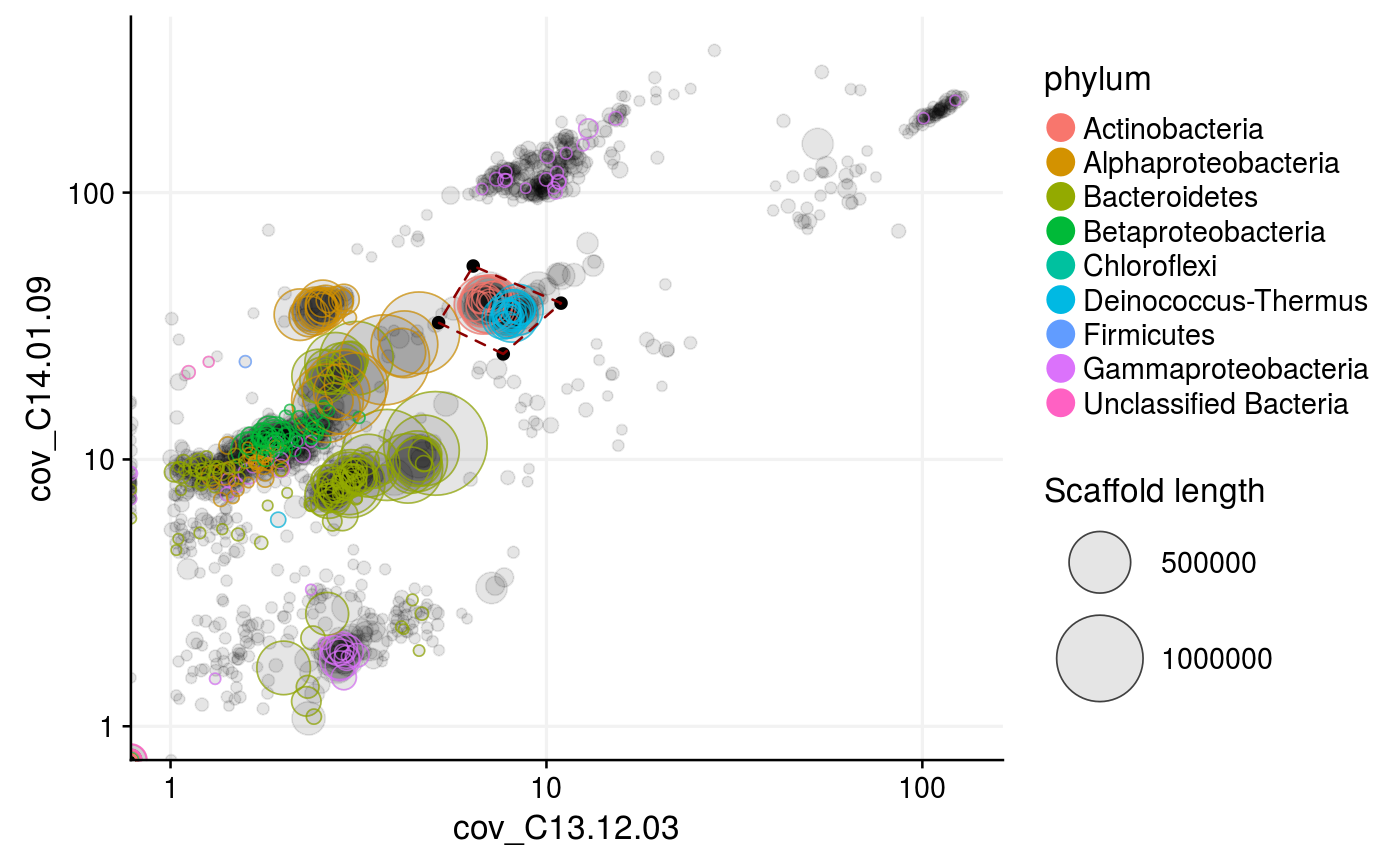 cov_C14.01.09
100
10
1
1
10
100
cov_C13.12.03
phylum
Actinobacteria
Alphaproteobacteria
Bacteroidetes
Betaproteobacteria
Chloroflexi
Deinococcus-Thermus
Firmicutes
Gammaproteobacteria
Unclassified Bacteria
Scaffold length
500000
1000000